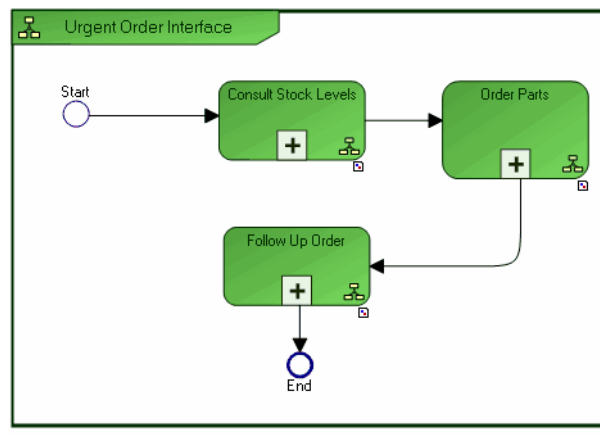 Urgent Order Interface
Start
Consult Stock Levels
Order Parts
Follow Up Order
End